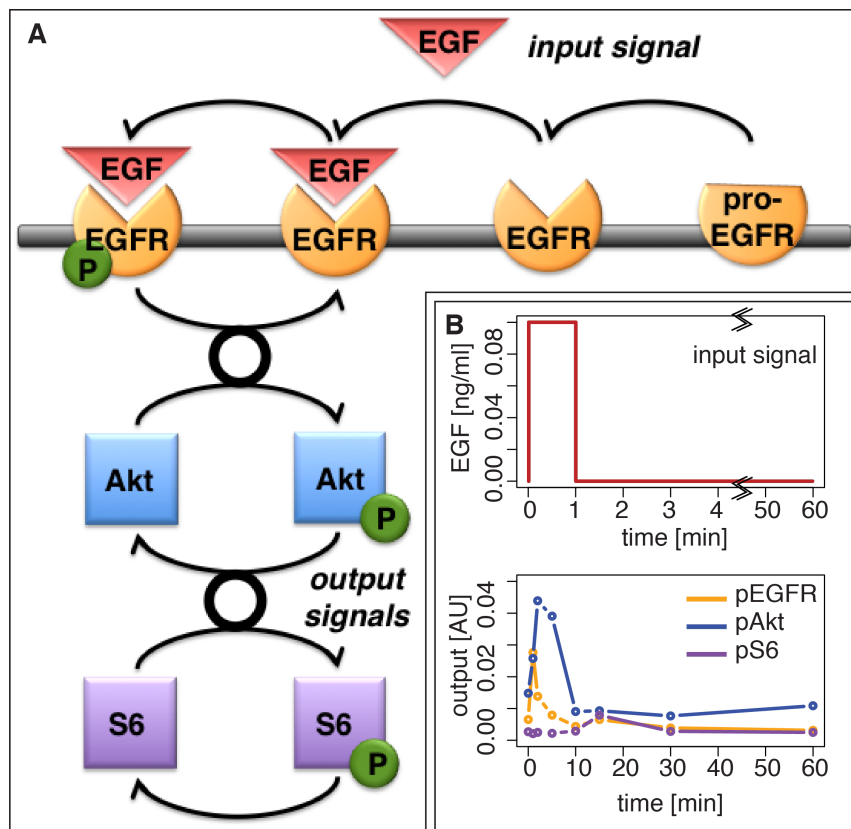 A
EGF
input signal
EGF
EGF
EGFR
EGFR
EGFR
pro-
EGFR
P
Akt
Akt
P
output
signals
S6
S6
P
B
EGF [ng/ml]
0.08
0.04
0.00
input signal
0 1 2 3 4 50 60
time [min]
output [AU]
0.04
0.02
0.00
pEGFR
pAkt
pS6
0 10 20 30 40 50 60
time [min]